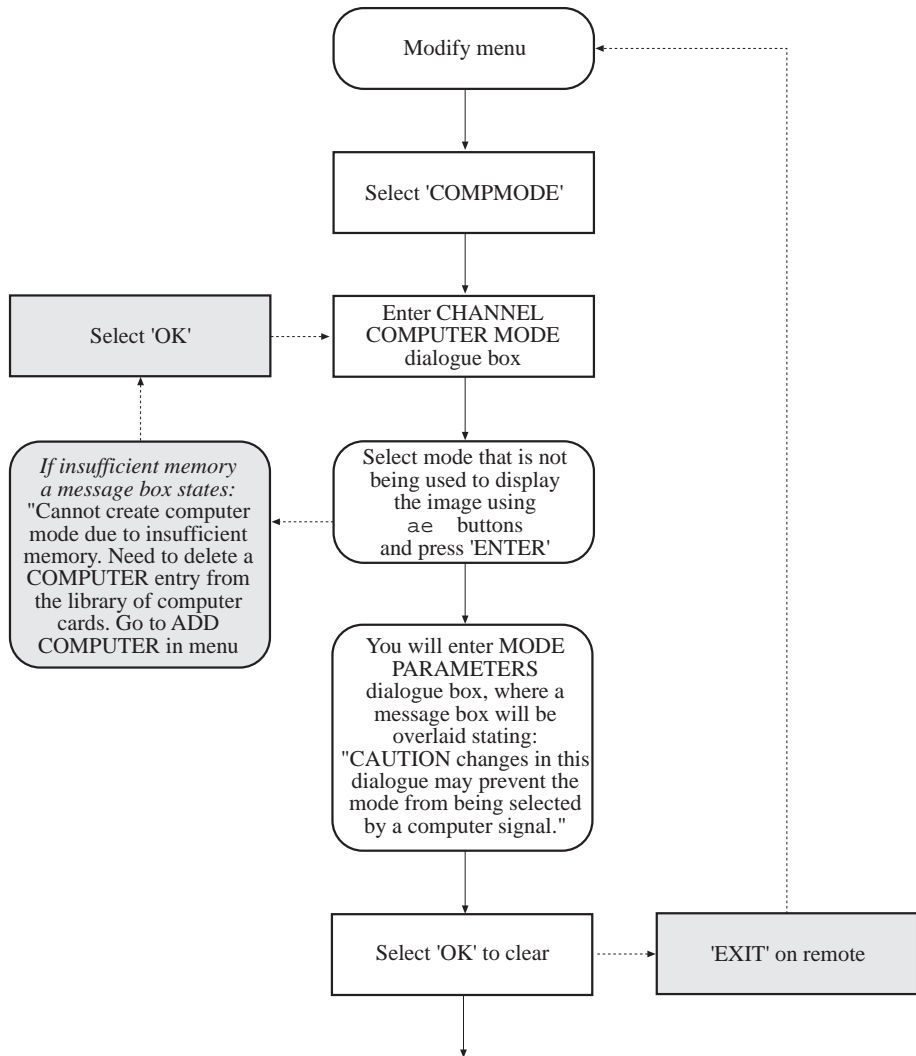 Modify menu
Select 'COMPMODE'
Select 'OK'
Enter CHANNEL
COMPUTER MODE
dialogue box
If insufficient memory
a message box states:
"Cannot create computer
mode due to insufficient
memory. Need to delete a
COMPUTER entry from
the library of computer
cards. Go to ADD
COMPUTER in menu
Select mode that is not
being used to display
the image using
ae buttons
and press 'ENTER'
You will enter MODE
PARAMETERS
dialogue box, where a
message box will be
overlaid stating:
"CAUTION changes in this
dialogue may prevent the
mode from being selected
by a computer signal."
Select 'OK' to clear
'EXIT' on remote